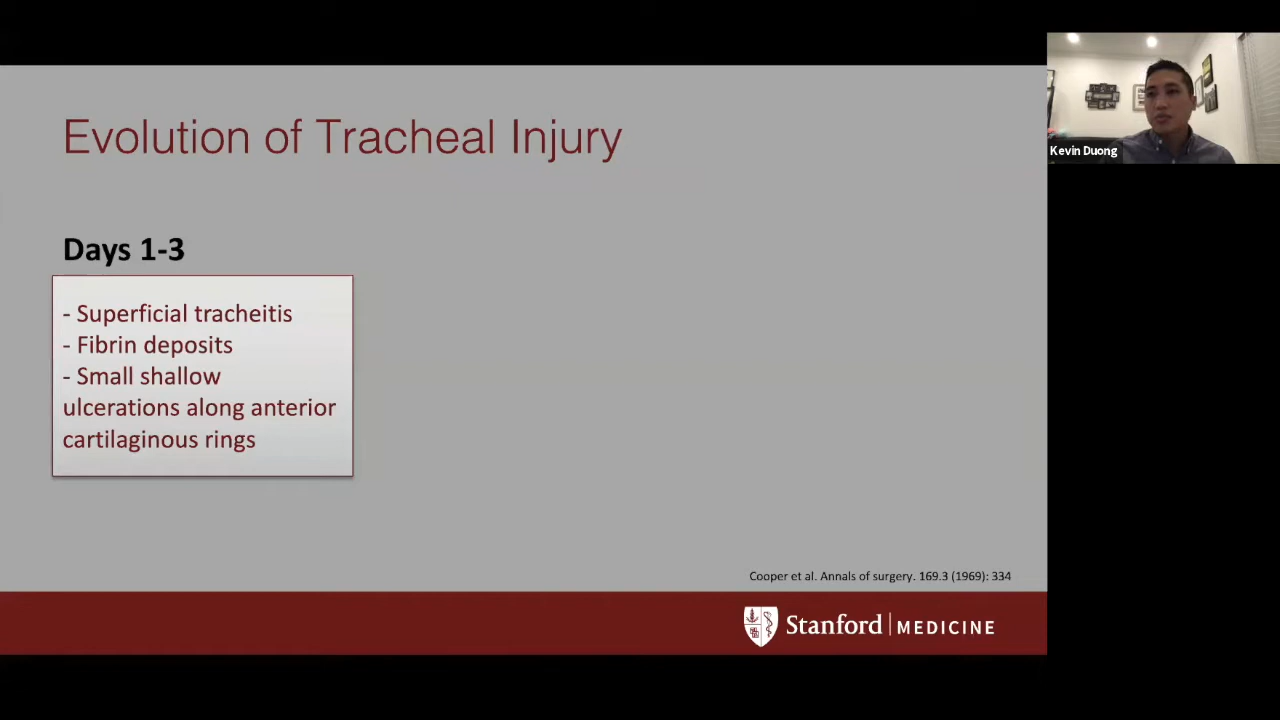 Evolution of Tracheal Injury
Days 1-3
- Superficial tracheitis
- Fibrin deposits
- Small shallow
ulcerations along anterior
cartilaginous rings
Cooper et al. Annals of surgery. 169.3 (1969): 334
Stanford MEDICINE
Kevin Duong